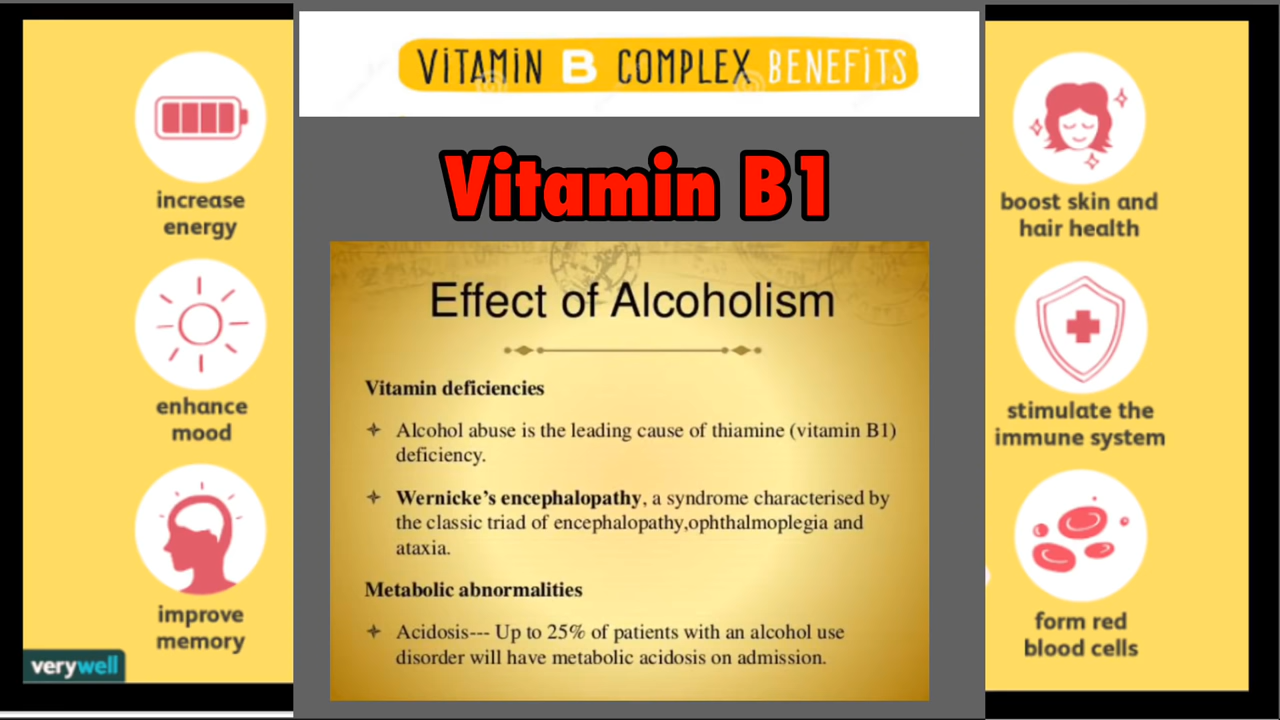 VITAMIN B COMPLEX BENEFITS
Vitamin B1
increase
energy
enhance
mood
improve
memory
verywell
Effect of Alcoholism
Vitamin deficiencies
Alcohol abuse is the leading cause of thiamine (vitamin B1)
deficiency.
Wernicke's encephalopathy, a syndrome characterised by
the classic triad of encephalopathy,ophthalmoplegia and
ataxia.
Metabolic abnormalities
Acidosis--- Up to 25% of patients with an alcohol use
disorder will have metabolic acidosis on admission.
boost skin and
hair health
stimulate the
immune system
form red
blood cells